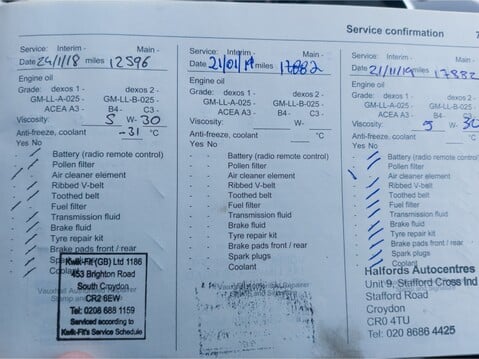 Service confirmation
Service: Interim - Main -
Date 24/1/18 miles 12596
Engine oil
Grade: dexos 1 - dexos 2 -
GM-LL-A-025 - GM-LL-B-025 -
ACEA A3 - B4- C3-
Viscosity: 5 W- 30
Anti-freeze, coolant -31 °C
Yes No
Battery (radio remote control)
Pollen filter
Air cleaner element
Ribbed V-belt
Toothed belt
Fuel filter
Transmission fluid
Brake fluid
Tyre repair kit
Brake pads front / rear
Coolant
Kwik-Fit (GB) Ltd 1186
453 Brighton Road
South Croydon
CR2 6EW
Tel: 0208 688 1159
Serviced according to
Kwik-Fit's Service Schedule
Service: Interim - Main -
Date 21/01/19 miles 17882
Engine oil
Grade: dexos 1 - dexos 2 -
GM-LL-A-025 - GM-LL-B-025 -
ACEA A3 - B4- C3-
Viscosity: W-
Anti-freeze, coolant °C
Yes No
Battery (radio remote control)
Pollen filter
Air cleaner element
Ribbed V-belt
Toothed belt
Fuel filter
Transmission fluid
Brake fluid
Tyre repair kit
Brake pads front / rear
Spark plugs
Coolant
Service: Interim - Main -
Date 21/11/19 miles 17882
Engine oil
Grade: dexos 1 - dexos 2 -
GM-LL-A-025 - GM-LL-B-025 -
ACEA A3 - B4- C3-
Viscosity: 5 W- 30
Anti-freeze, coolant °C
Yes No
Battery (radio remote control)
Pollen filter
Air cleaner element
Ribbed V-belt
Toothed belt
Fuel filter
Transmission fluid
Brake fluid
Tyre repair kit
Brake pads front / rear
Spark plugs
Coolant
Halfords Autocentres
Unit 9, Stafford Cross Ind
Stafford Road
Croydon
CR0 4TU
Tel: 020 8686 4425